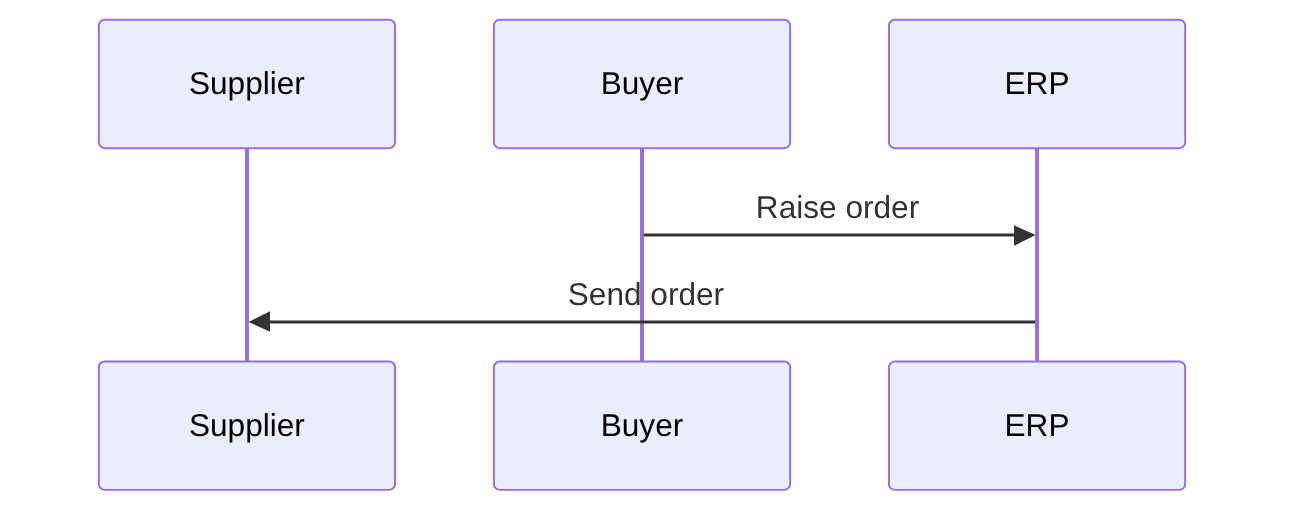 Supplier
Buyer
ERP
Raise order
Send order
Supplier
Buyer
ERP